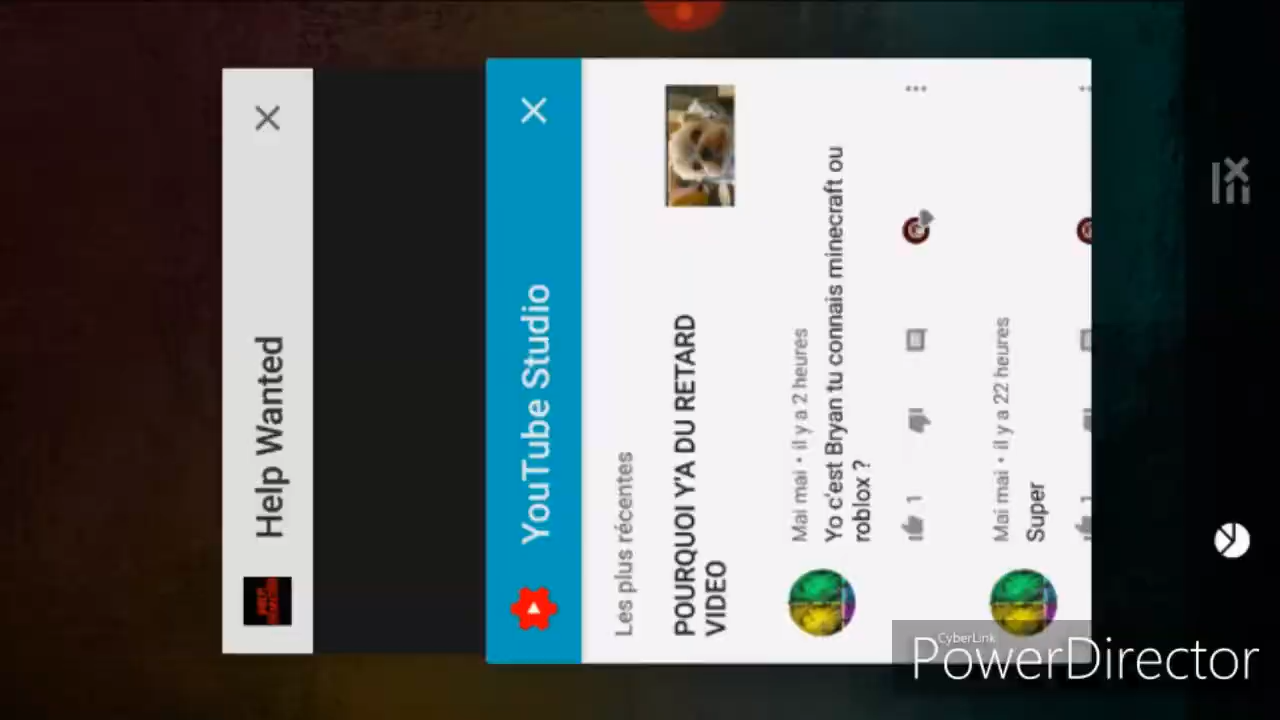 Help Wanted
YouTube Studio
Les plus récentes
POURQUOI Y'A DU RETARD
VIDEO
Mai mai • il y a 2 heures
Yo c'est Bryan tu connais minecraft ou
roblox ?
1
Mai mai • il y a 22 heures
Super
1
CyberLink
PowerDirector